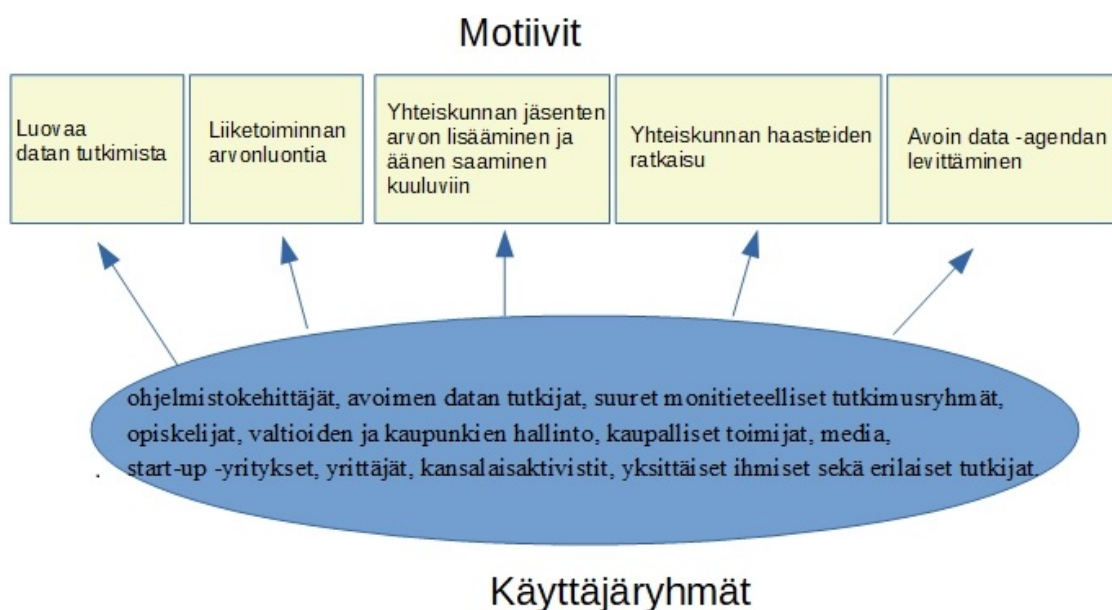 Motiivit
Luovaa
datan tutkimista
Liiketoiminnan
arvonluontia
Yhteiskunnan jäsenten
arvon lisääminen ja
äänen saaminen
kuuluviin
Yhteiskunnan haasteiden
ratkaisu
Avoin data -agendan
levittäminen
ohjelmistokehittäjät, avoimen datan tutkijat, suuret monitieteelliset tutkimusryhmät,
opiskelijat, valtioiden ja kaupunkien hallinto, kaupalliset toimijat, media,
. start-up -yritykset, yrittäjät, kansalaisaktivistit, yksittäiset ihmiset sekä erilaiset tutkijat.
Käyttäjäryhmät